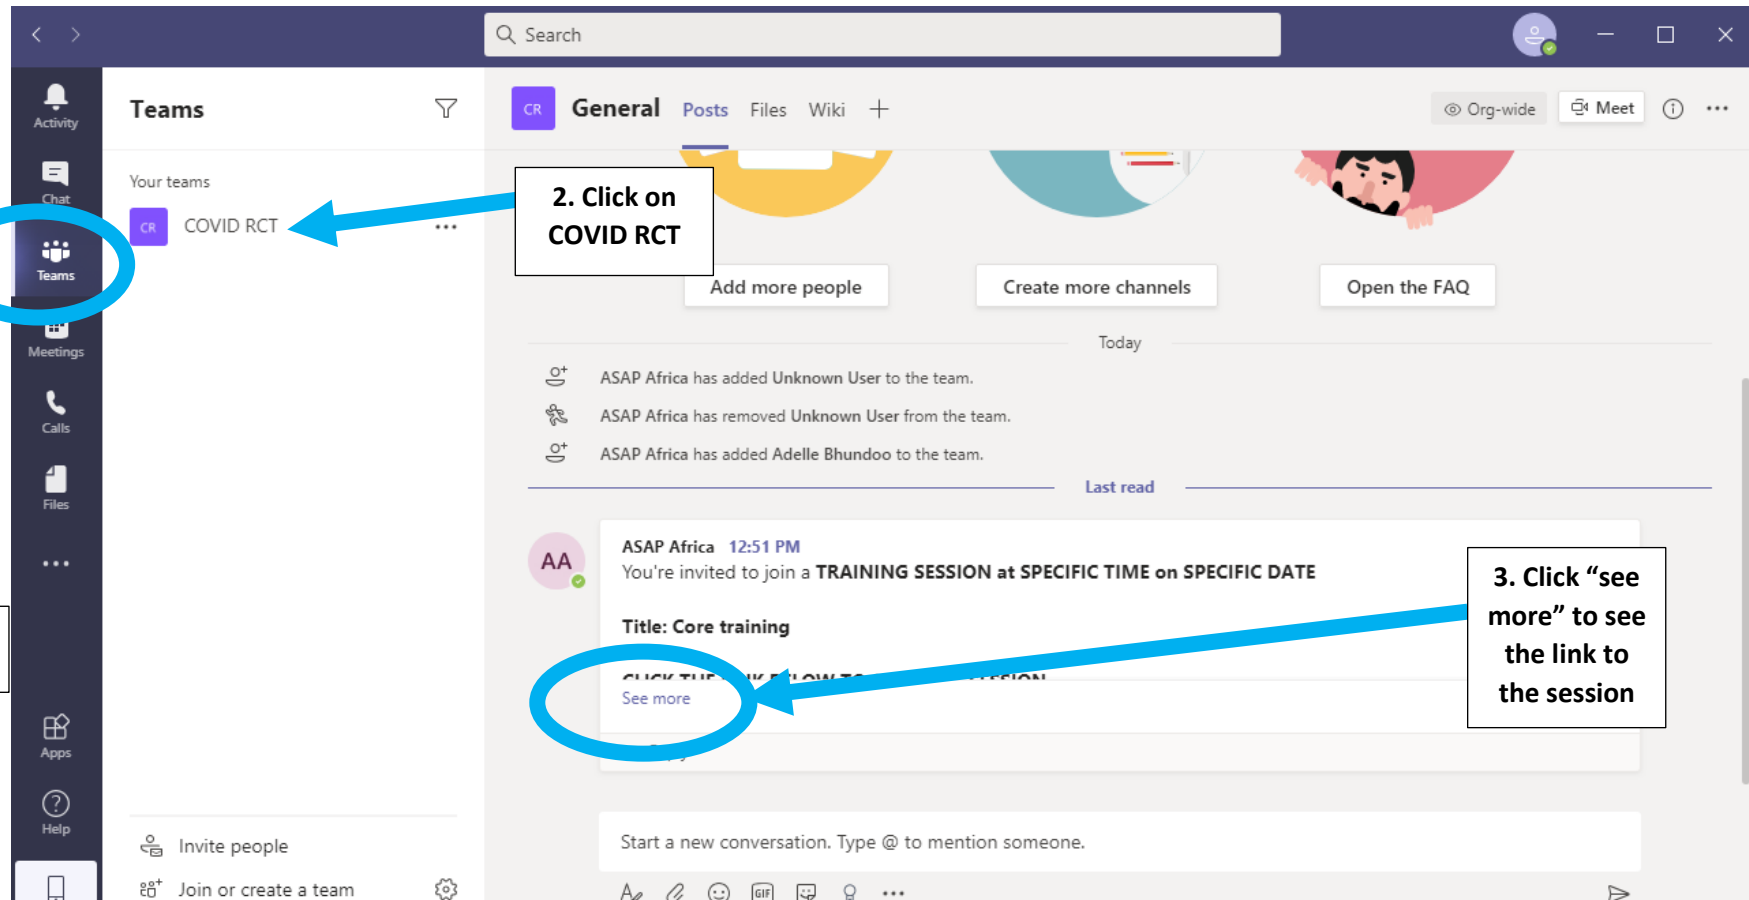 Search
Activity
Chat
Teams
Meetings
Calls
Files
Apps
Help
Teams
Your teams
CR COVID RCT
Invite people
Join or create a team
CR General Posts Files Wiki
Org-wide Meet
2. Click on
COVID RCT
Add more people Create more channels Open the FAQ
Today
ASAP Africa has added Unknown User to the team.
ASAP Africa has removed Unknown User from the team.
ASAP Africa has added Adelle Bhundoo to the team.
Last read
AA
ASAP Africa 12:51 PM
You're invited to join a TRAINING SESSION at SPECIFIC TIME on SPECIFIC DATE
Title: Core training
CLICK THE LINK BELOW TO
See more
3. Click “see
more” to see
the link to
the session
Start a new conversation. Type @ to mention someone.
GIF